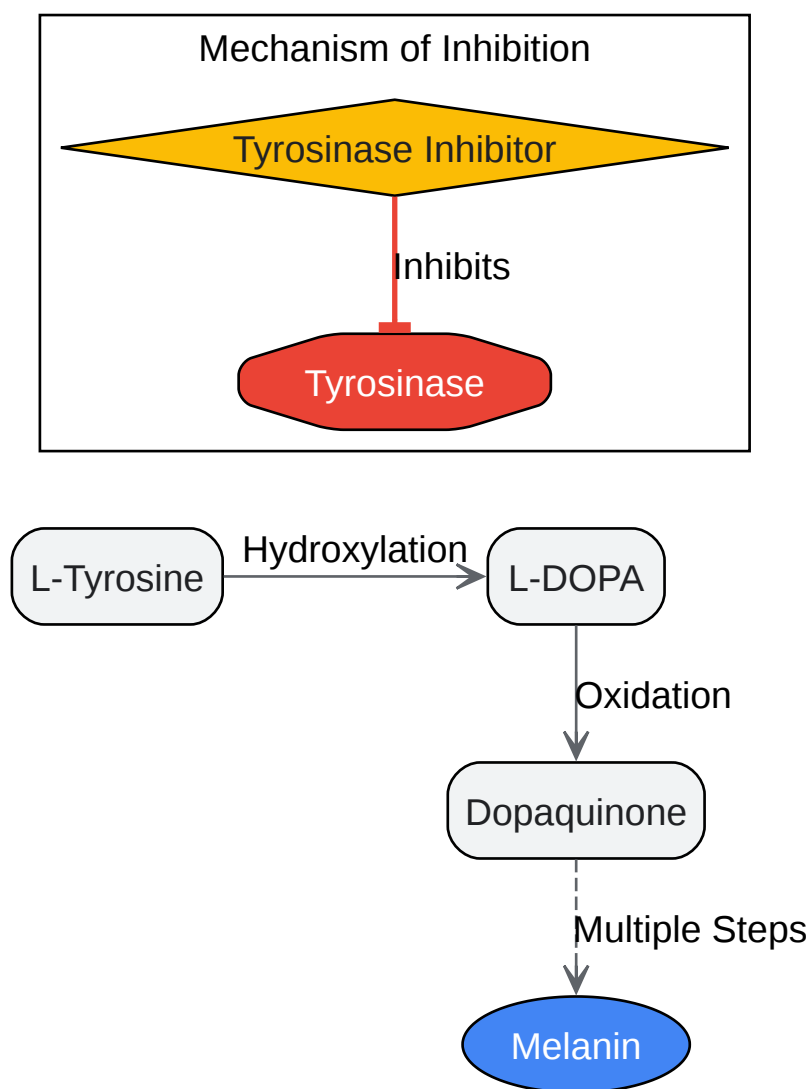 Mechanism of Inhibition
Tyrosinase Inhibitor
Inhibits
Tyrosinase
L-Tyrosine
Hydroxylation
L-DOPA
Oxidation
Dopaquinone
Multiple Steps
Melanin